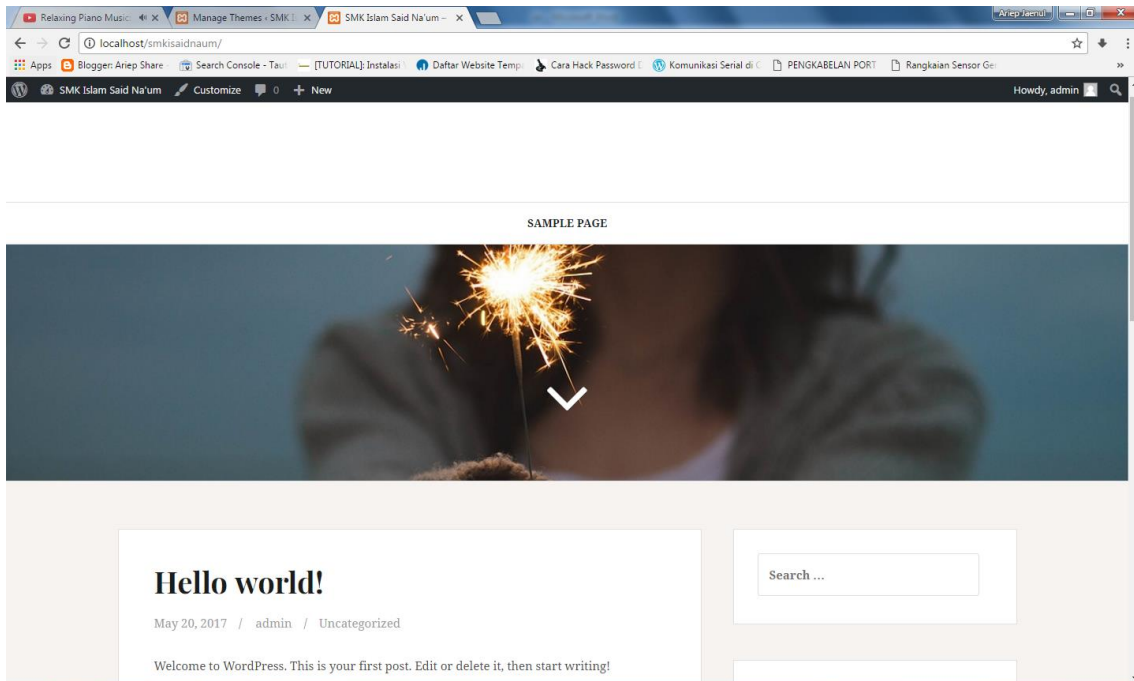 Relaxing Piano Music:
Manage Themes ‹ SMK I
SMK Islam Said Na'um –
Ariep Jaenul
localhost/smkisaidnaum/
Apps
Blogger: Ariep Share
Search Console - Taut
[TUTORIAL]: Instalasi
Daftar Website Temp
Cara Hack Password
Komunikasi Serial di
PENGKABELAN PORT
Rangkaian Sensor Ge
SMK Islam Said Na'um
Customize
0
New
Howdy, admin
SAMPLE PAGE
Hello world!
May 20, 2017 / admin / Uncategorized
Welcome to WordPress. This is your first post. Edit or delete it, then start writing!
Search ...